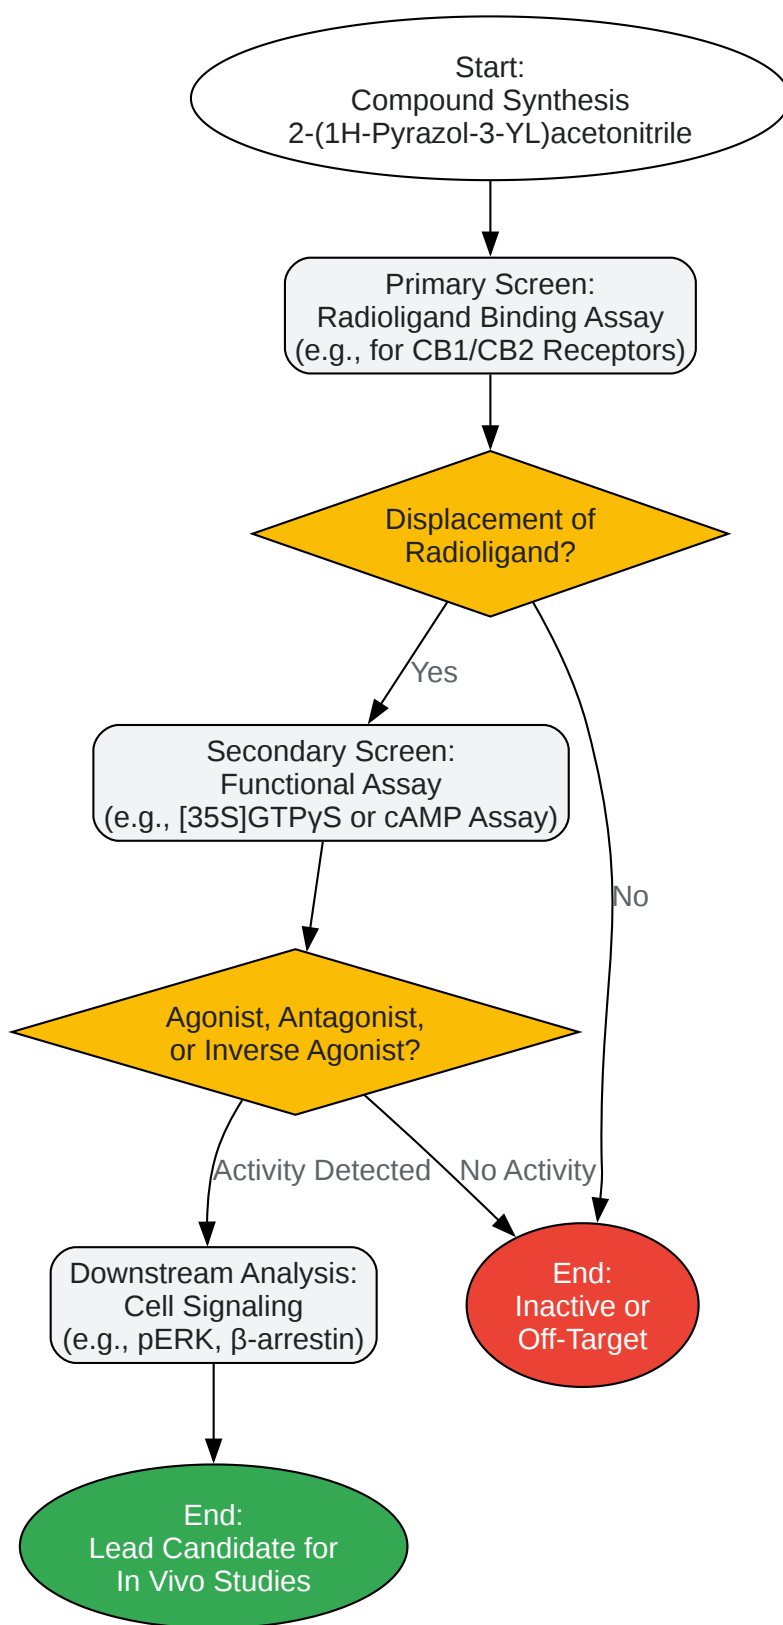 Start:
Compound Synthesis
2-(1H-Pyrazol-3-YL)acetonitrile
Primary Screen:
Radioligand Binding Assay
(e.g., for CB1/CB2 Receptors)
Displacement of
Radioligand?
Yes
Secondary Screen:
Functional Assay
(e.g., [35S]GTPγS or cAMP Assay)
No
Agonist, Antagonist,
or Inverse Agonist?
Activity Detected
No Activity
Downstream Analysis:
Cell Signaling
(e.g., pERK, β-arrestin)
End:
Inactive or
Off-Target
End:
Lead Candidate for
In Vivo Studies